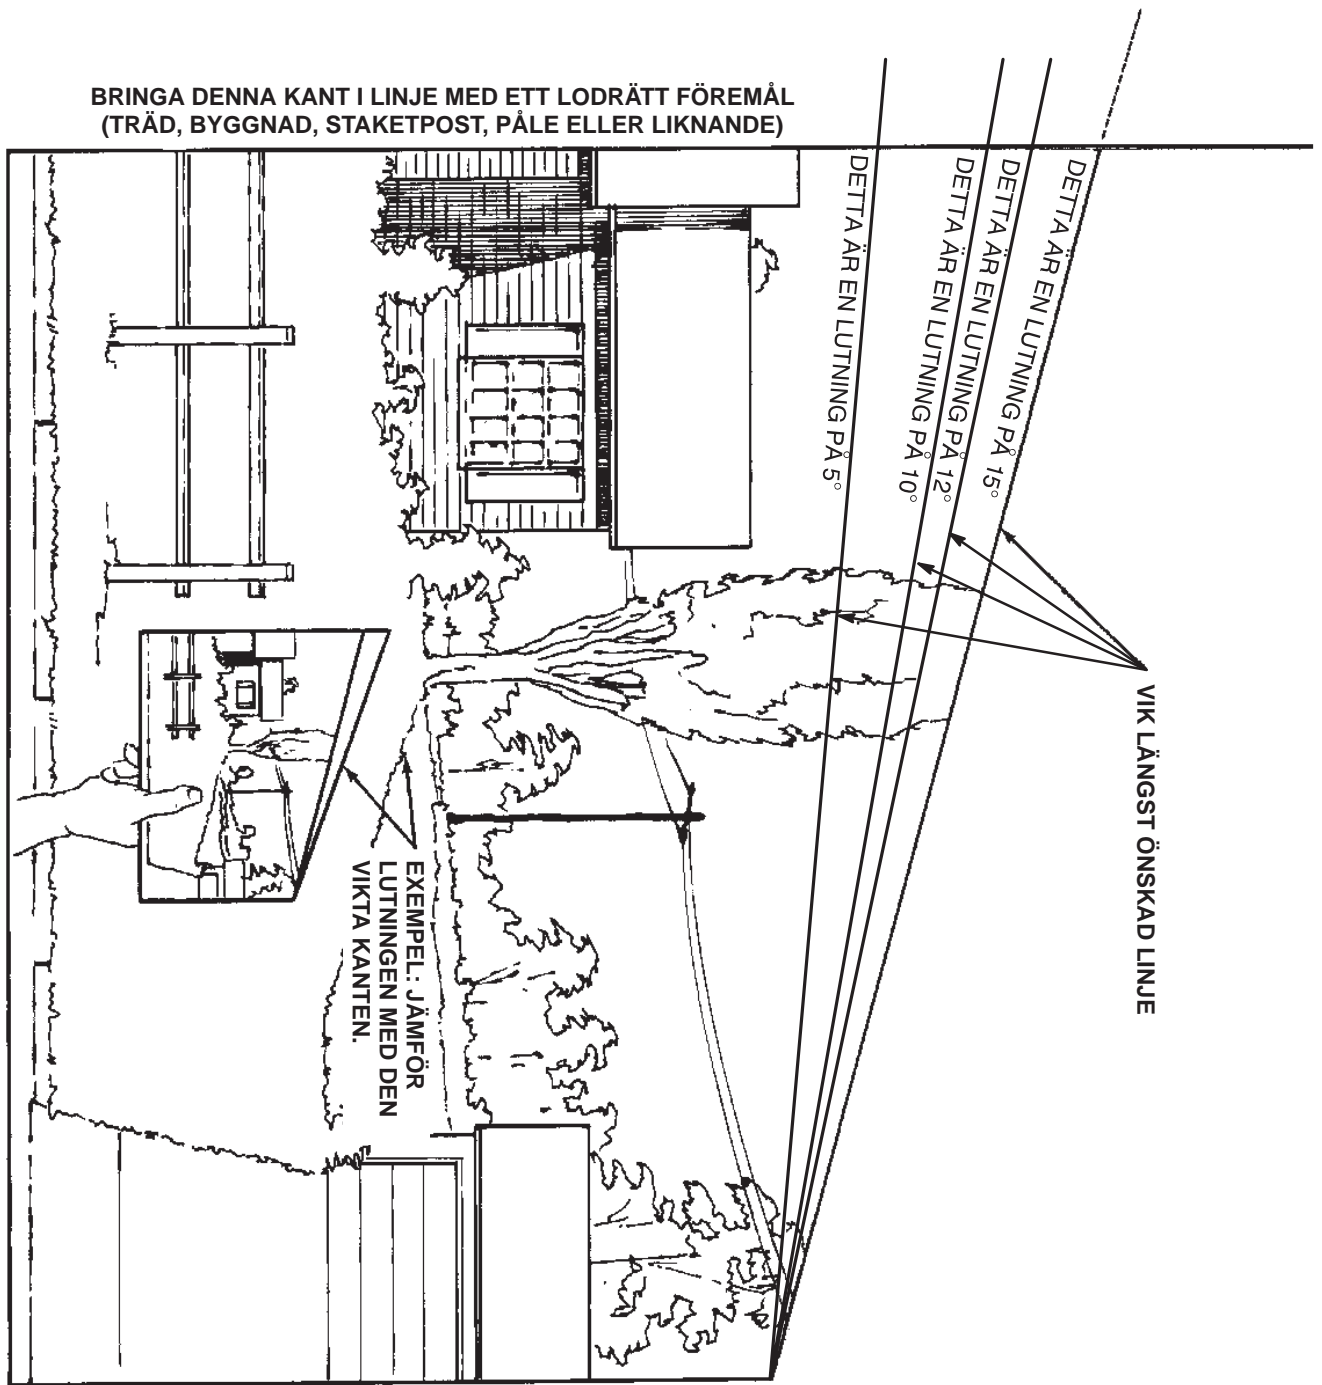 BRINGA DENNA KANT I LINJE MED ETT LODRÄTT FÖREMÅL
(TRÄD, BYGGNAD, STAKETPOST, PÅLE ELLER LIKNANDE)
DETTA ÄR EN LUTNING PÅ 5°
DETTA ÄR EN LUTNING PÅ 10°
DETTA ÄR EN LUTNING PÅ 12°
DETTA ÄR EN LUTNING PÅ 15°
VIK LÄNGST ÖNSKAD LINJE
EXEMPEL: JÄMFÖR
LUTNINGEN MED DEN
VIKTA KANTEN.